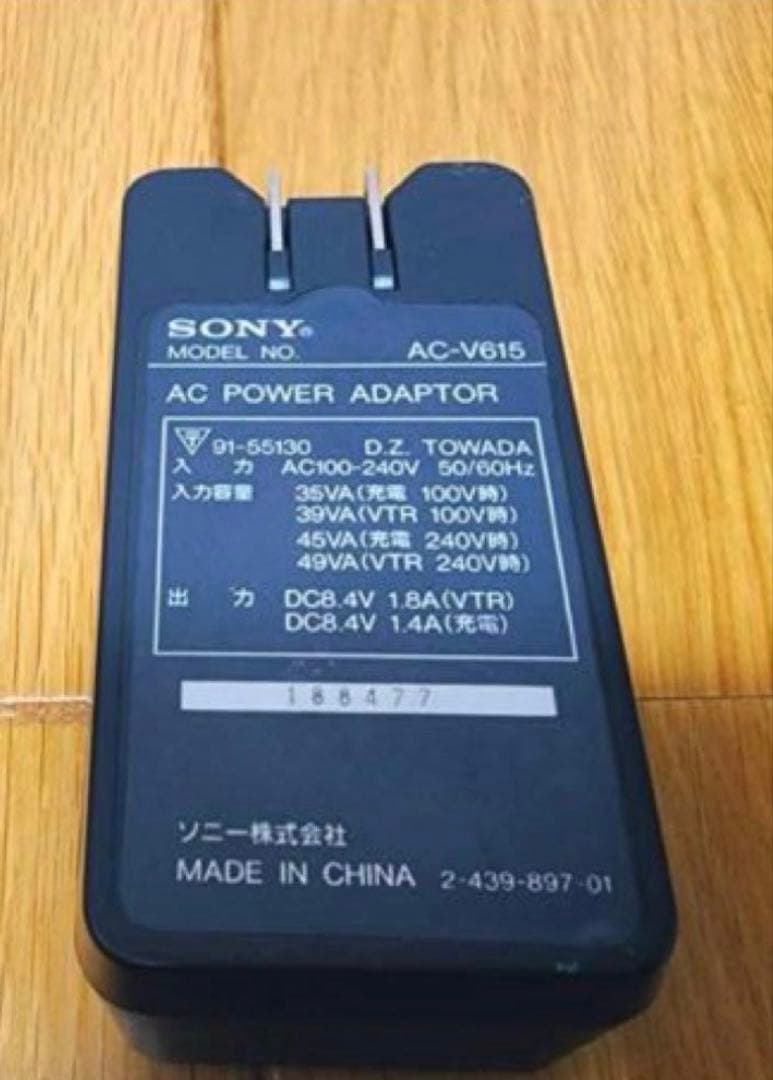 SONY®
MODEL NO. AC-V615
AC POWER ADAPTOR
T 91-55130 D.Z. TOWADA
入力 AC100-240V 50/60Hz
入力容量 35VA(充電 100V時)
39VA(VTR 100V時)
45VA(充電 240V時)
49VA(VTR 240V時)
出力 DC8.4V 1.8A(VTR)
DC8.4V 1.4A(充電)
188477
ソニー株式会社
MADE IN CHINA 2-439-897-01